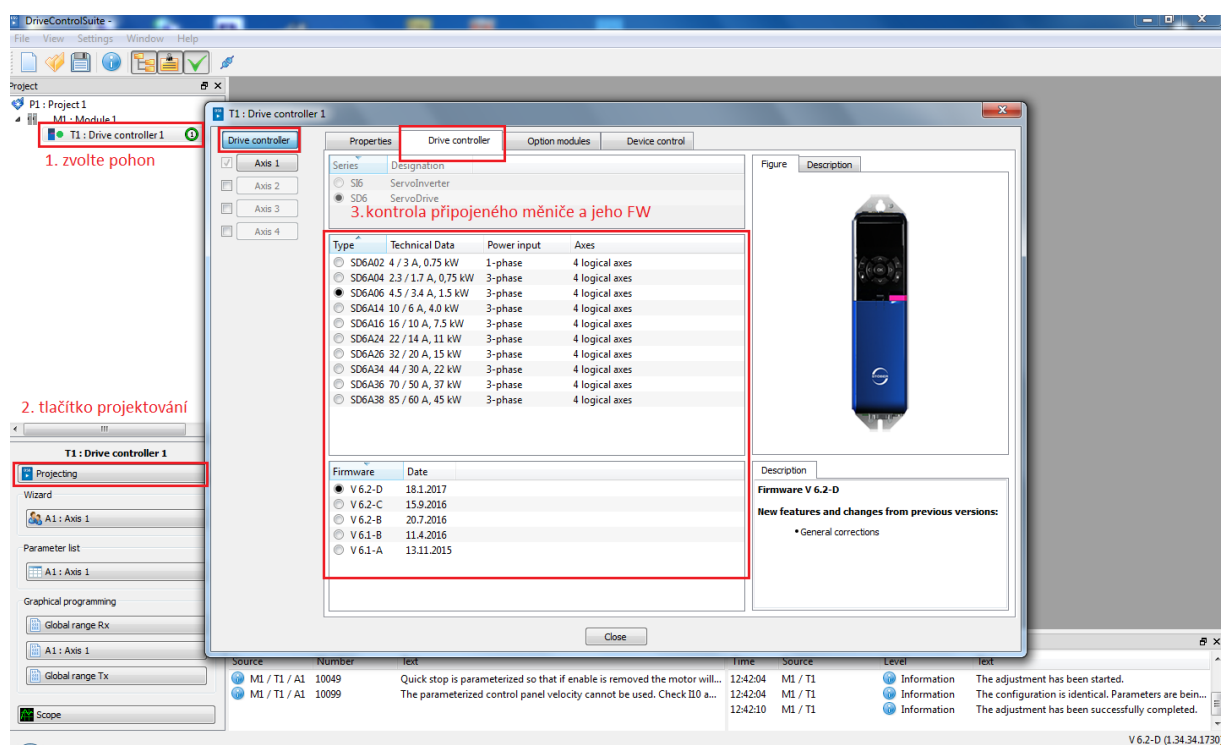 DriveControlSuite -
File View Settings Window Help
Project
P1 : Project 1
M1 : Module 1
T1 : Drive controller 1
1. zvolte pohon
2. tlačítko projektování
T1 : Drive controller 1
Projecting
Wizard
A1 : Axis 1
Parameter list
A1 : Axis 1
Graphical programming
Global range Rx
A1 : Axis 1
Global range Tx
Scope
T1 : Drive controller 1
Drive controller
Axis 1
Axis 2
Axis 3
Axis 4
Properties Drive controller Option modules Device control
Series Designation
SI6 ServoInverter
SD6 ServoDrive
3. kontrola připojeného měniče a jeho FW
Type Technical Data Power input Axes
SD6A02 4 / 3 A, 0.75 kW 1-phase 4 logical axes
SD6A04 2.3 / 1.7 A, 0,75 kW 3-phase 4 logical axes
SD6A06 4.5 / 3.4 A, 1.5 kW 3-phase 4 logical axes
SD6A14 10 / 6 A, 4.0 kW 3-phase 4 logical axes
SD6A16 16 / 10 A, 7.5 kW 3-phase 4 logical axes
SD6A24 22 / 14 A, 11 kW 3-phase 4 logical axes
SD6A26 32 / 20 A, 15 kW 3-phase 4 logical axes
SD6A34 44 / 30 A, 22 kW 3-phase 4 logical axes
SD6A36 70 / 50 A, 37 kW 3-phase 4 logical axes
SD6A38 85 / 60 A, 45 kW 3-phase 4 logical axes
Firmware Date
V 6.2-D 18.1.2017
V 6.2-C 15.9.2016
V 6.2-B 20.7.2016
V 6.1-B 11.4.2016
V 6.1-A 13.11.2015
Figure Description
Description
Firmware V 6.2-D
New features and changes from previous versions:
• General corrections
Close
Source Number Text
M1 / T1 / A1 10049 Quick stop is parameterized so that if enable is removed the motor will...
M1 / T1 / A1 10099 The parameterized control panel velocity cannot be used. Check I10 a...
Time Source Level Text
12:42:04 M1 / T1 Information The adjustment has been started.
12:42:04 M1 / T1 Information The configuration is identical. Parameters are bein...
12:42:10 M1 / T1 Information The adjustment has been successfully completed.
V 6.2-D (1.34.34.1730)